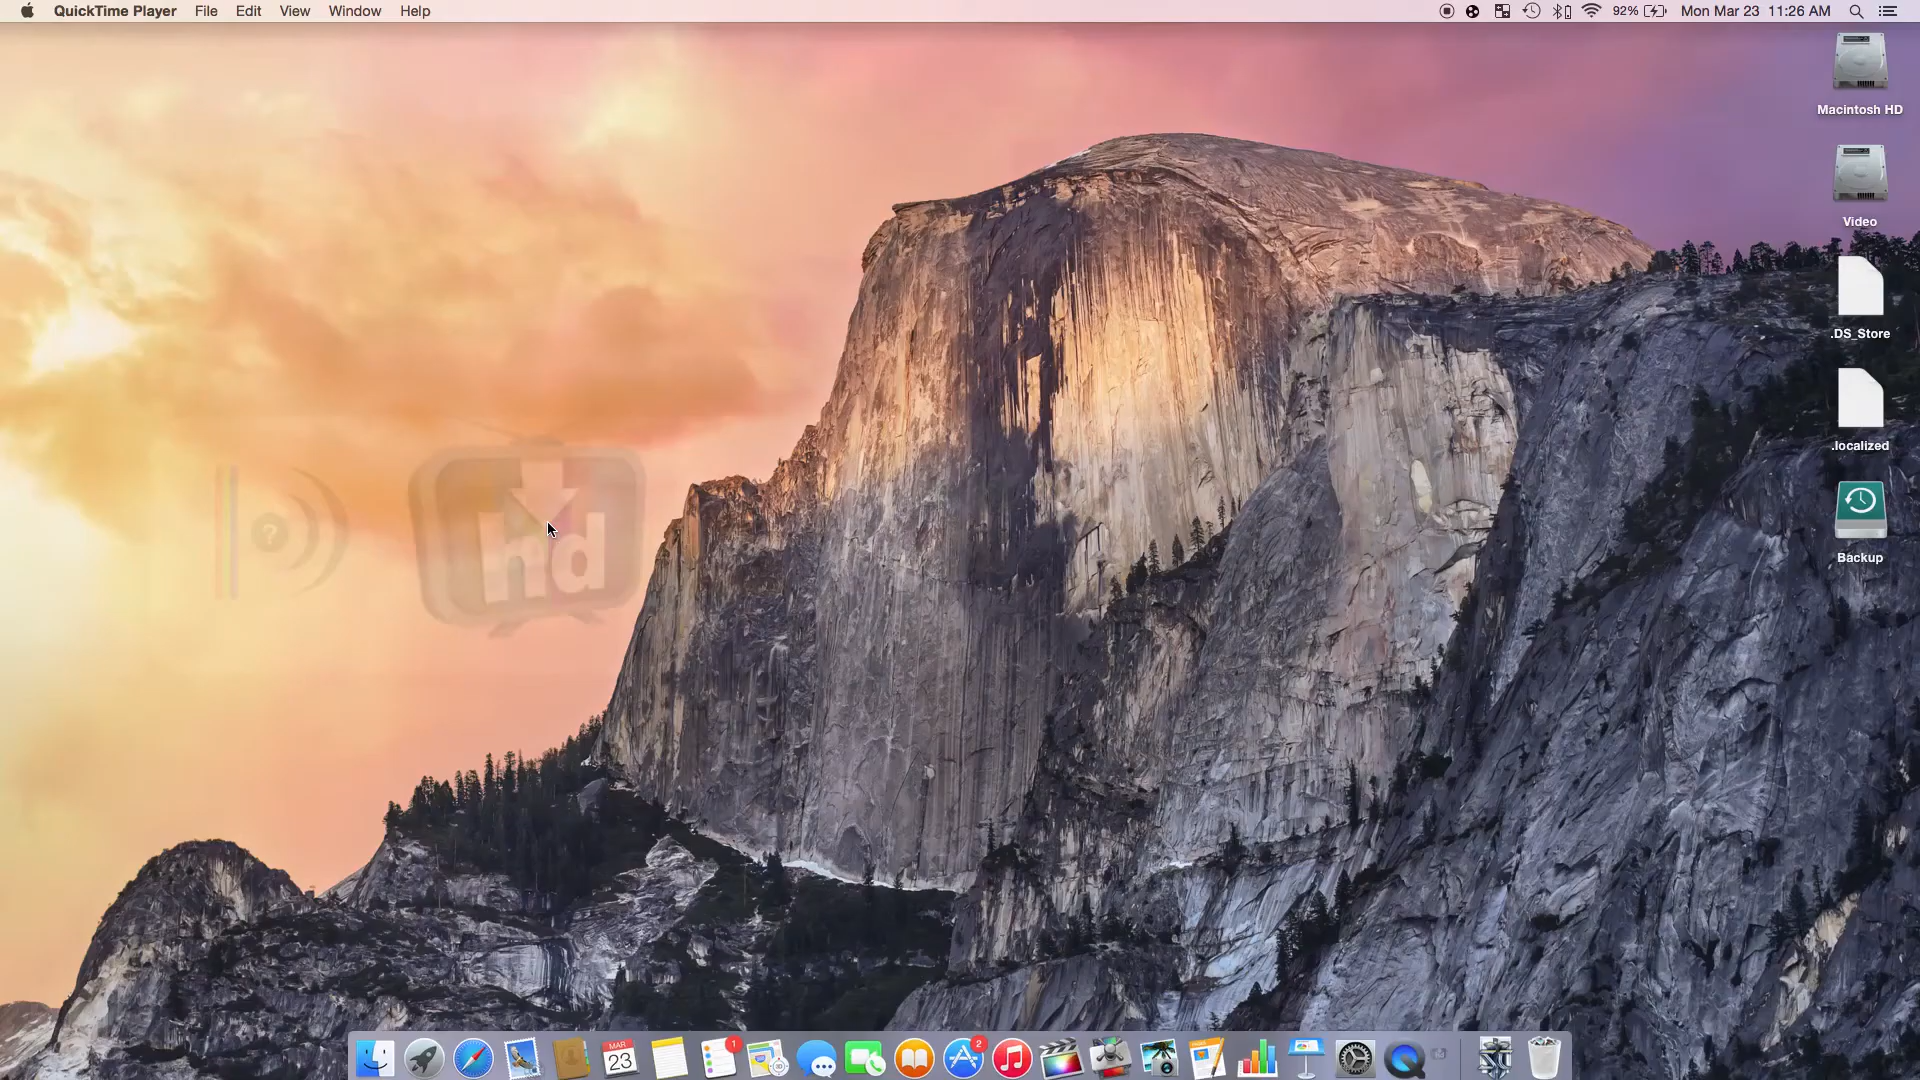 QuickTime Player File Edit View Window Help 92% Mon Mar 23 11:26 AM
Macintosh HD
Video
.DS_Store
.localized
Backup
?
hd
MAR
23
1
2